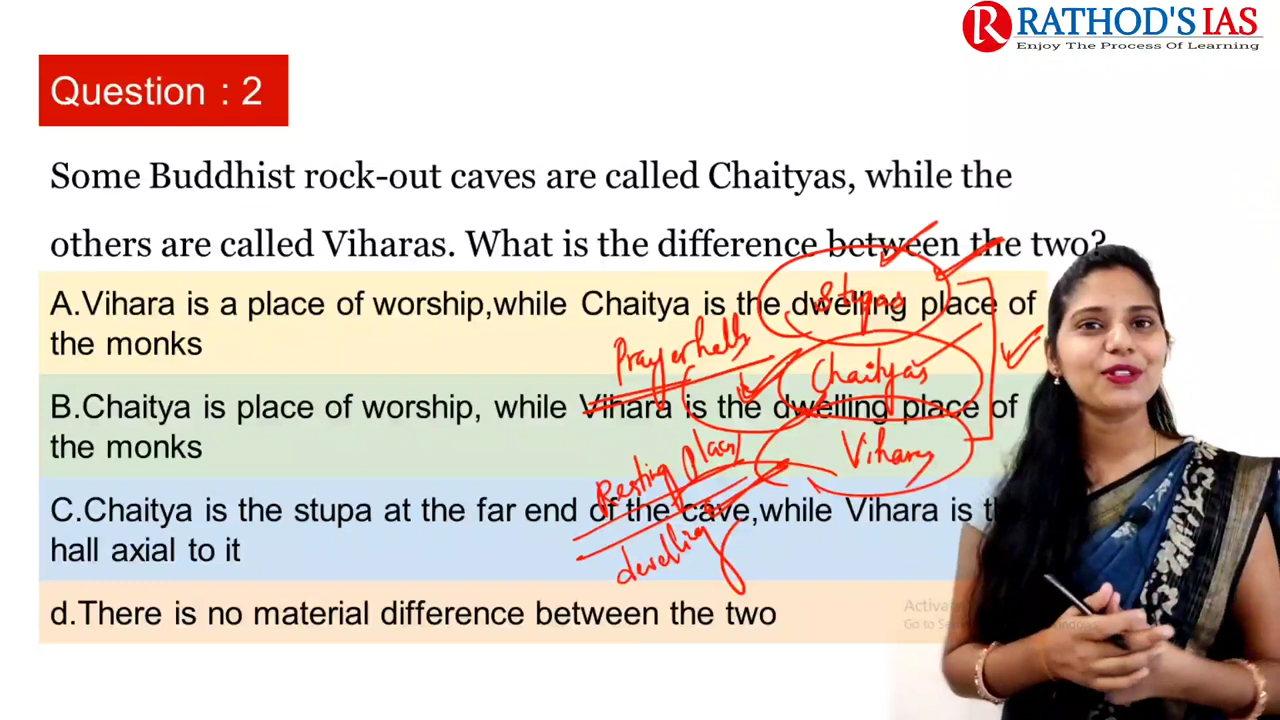 RATHOD'S IAS
Enjoy The Process Of Learning
Question : 2
Some Buddhist rock-out caves are called Chaityas, while the
others are called Viharas. What is the difference between the two?
A.Vihara is a place of worship,while Chaitya is the dwelling place of
the monks
B.Chaitya is place of worship, while Vihara is the dwelling place of
the monks
C.Chaitya is the stupa at the far end of the cave,while Vihara is
hall axial to it
d.There is no material difference between the two
Stupas
Prayer halls
Chaityas
Viharas
Resting place
dwelling